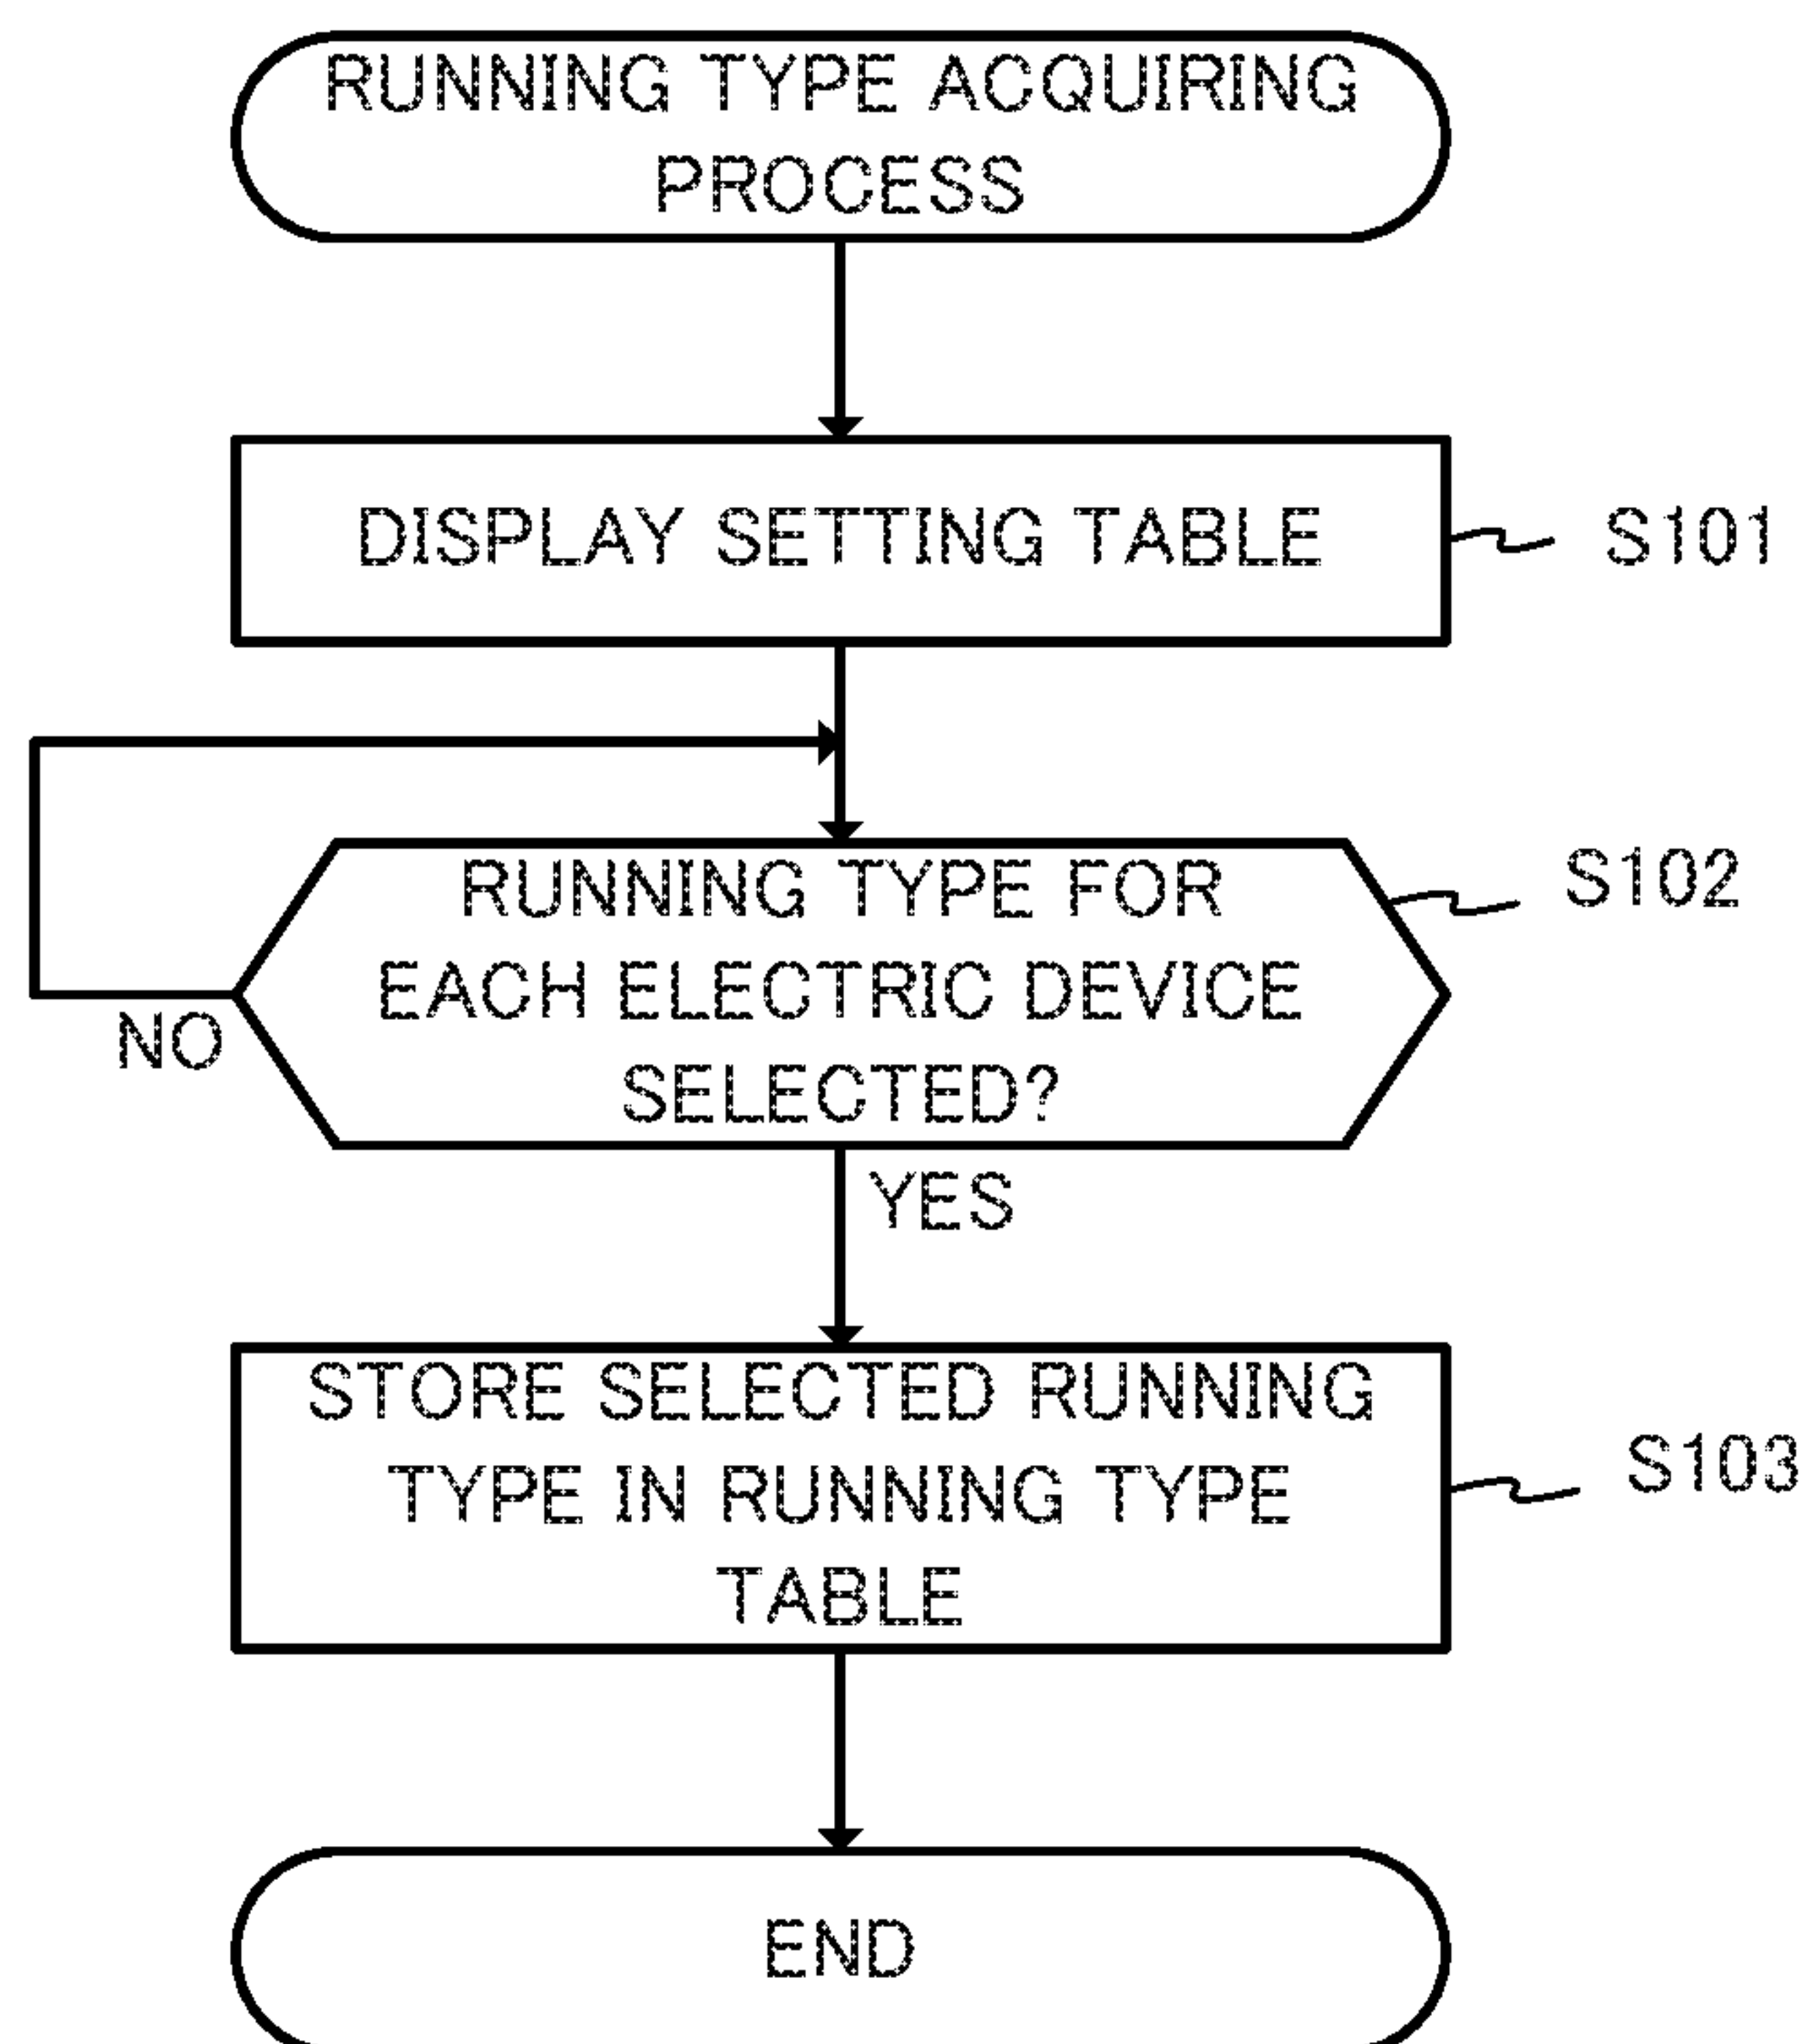 RUNNING TYPE ACQUIRING
PROCESS
DISPLAY SETTING TABLE
S101
RUNNING TYPE FOR
EACH ELECTRIC DEVICE
SELECTED?
S102
NO
YES
STORE SELECTED RUNNING
TYPE IN RUNNING TYPE
TABLE
S103
END